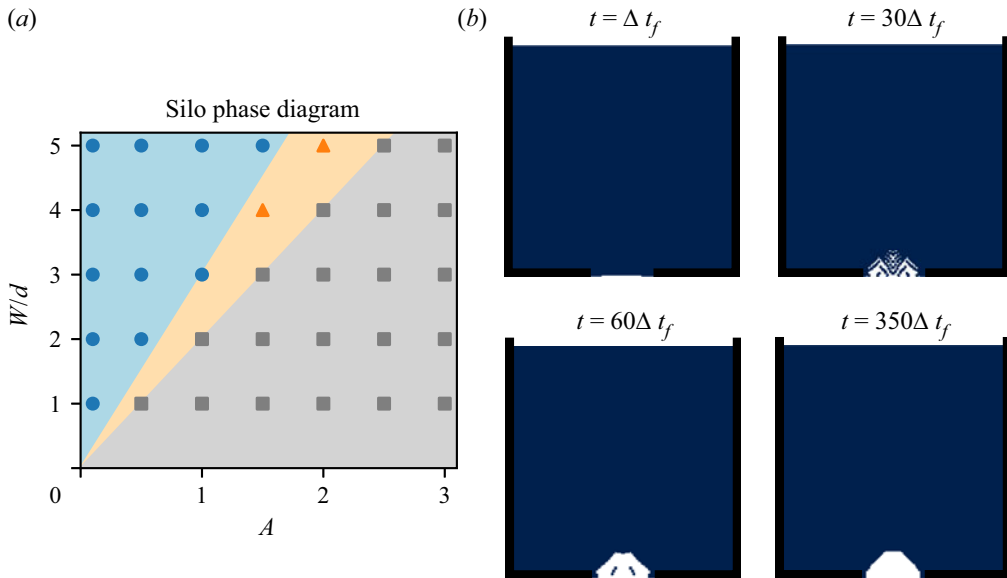 (a)
Silo phase diagram
5
4
3
2
1
0
1
2
3
W/d
A
(b)
t = Δ t_f
t = 30Δ t_f
t = 60Δ t_f
t = 350Δ t_f